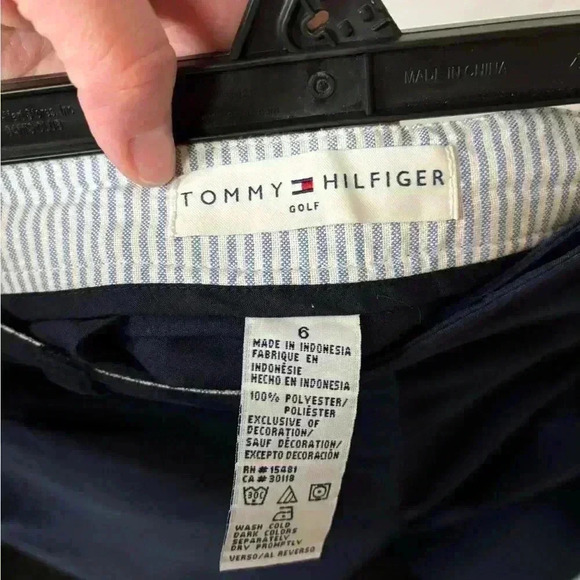 MADE IN CHINA
TOMMY HILFIGER
GOLF
6
MADE IN INDONESIA
FABRIQUE EN
INDONÉSIE
HECHO EN INDONESIA
100% POLYESTER/
POLIÉSTER
EXCLUSIVE OF
DECORATION/
SAUF DÉCORATION/
EXCEPTO DECORACIÓN
RN# 15481
CA# 30118
30C
WASH COLD
DARK COLORS
SEPARATELY
DRY PROMPTLY
VERSO/AL REVERSO